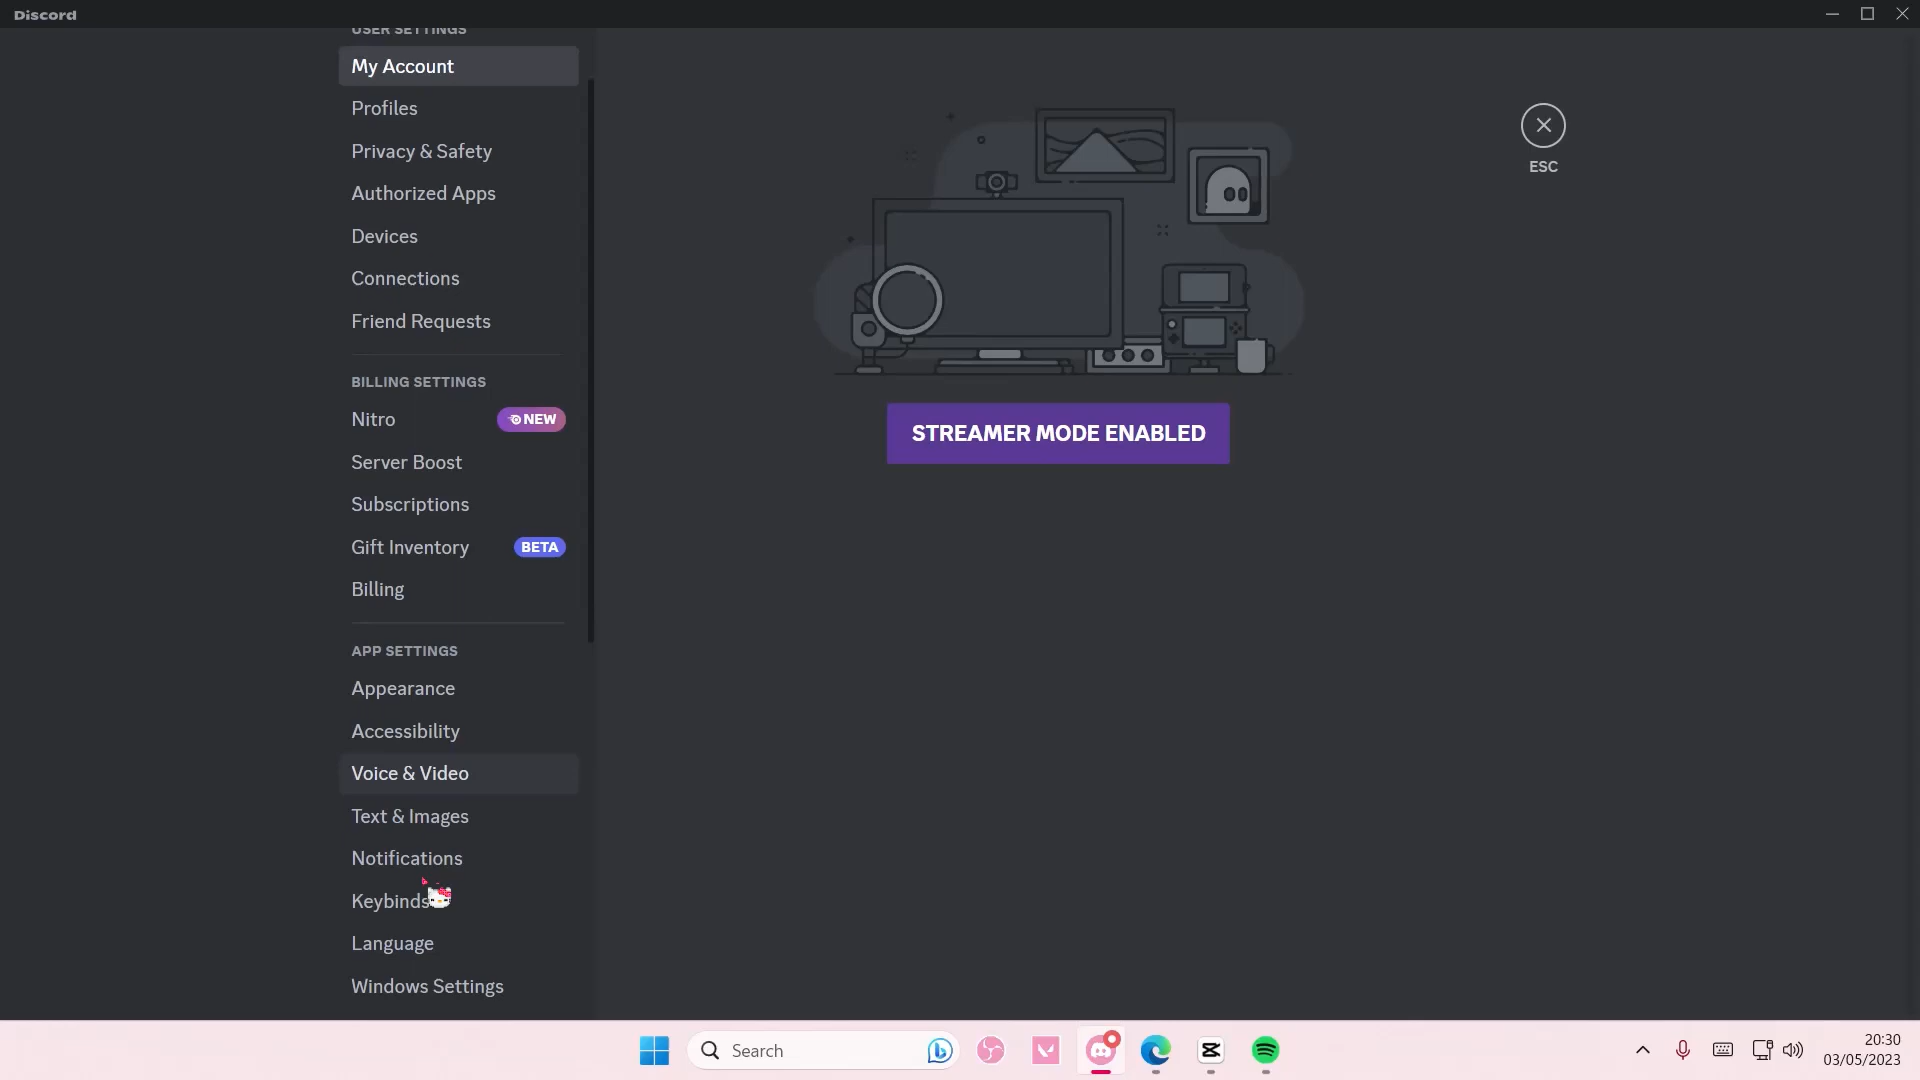 Discord
USER SETTINGS
My Account
Profiles
Privacy & Safety
Authorized Apps
Devices
Connections
Friend Requests
BILLING SETTINGS
Nitro NEW
Server Boost
Subscriptions
Gift Inventory BETA
Billing
APP SETTINGS
Appearance
Accessibility
Voice & Video
Text & Images
Notifications
Keybinds
Language
Windows Settings
ESC
STREAMER MODE ENABLED
Search
20:30
03/05/2023